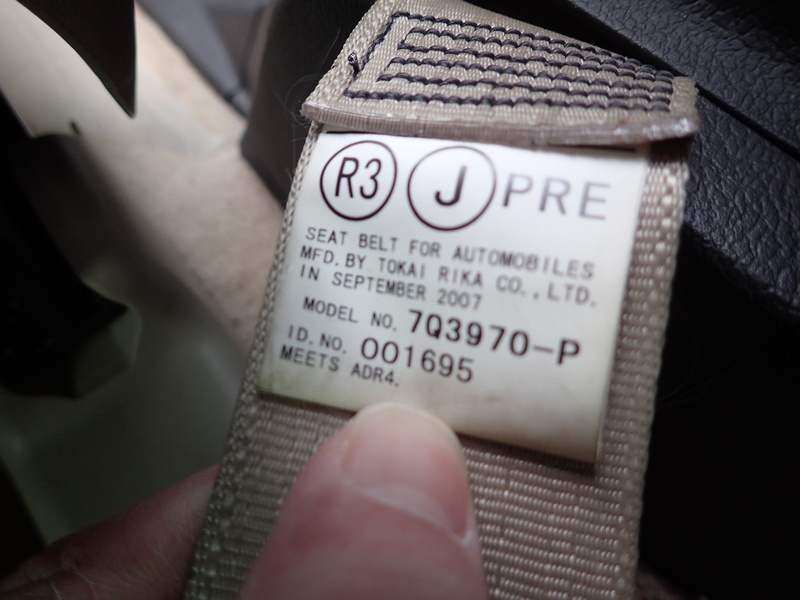 R3 J PRE
SEAT BELT FOR AUTOMOBILES
MFD. BY TOKAI RIKA CO., LTD.
IN SEPTEMBER 2007
MODEL NO. 7Q3970-P
ID. NO. 001695
MEETS ADR4.